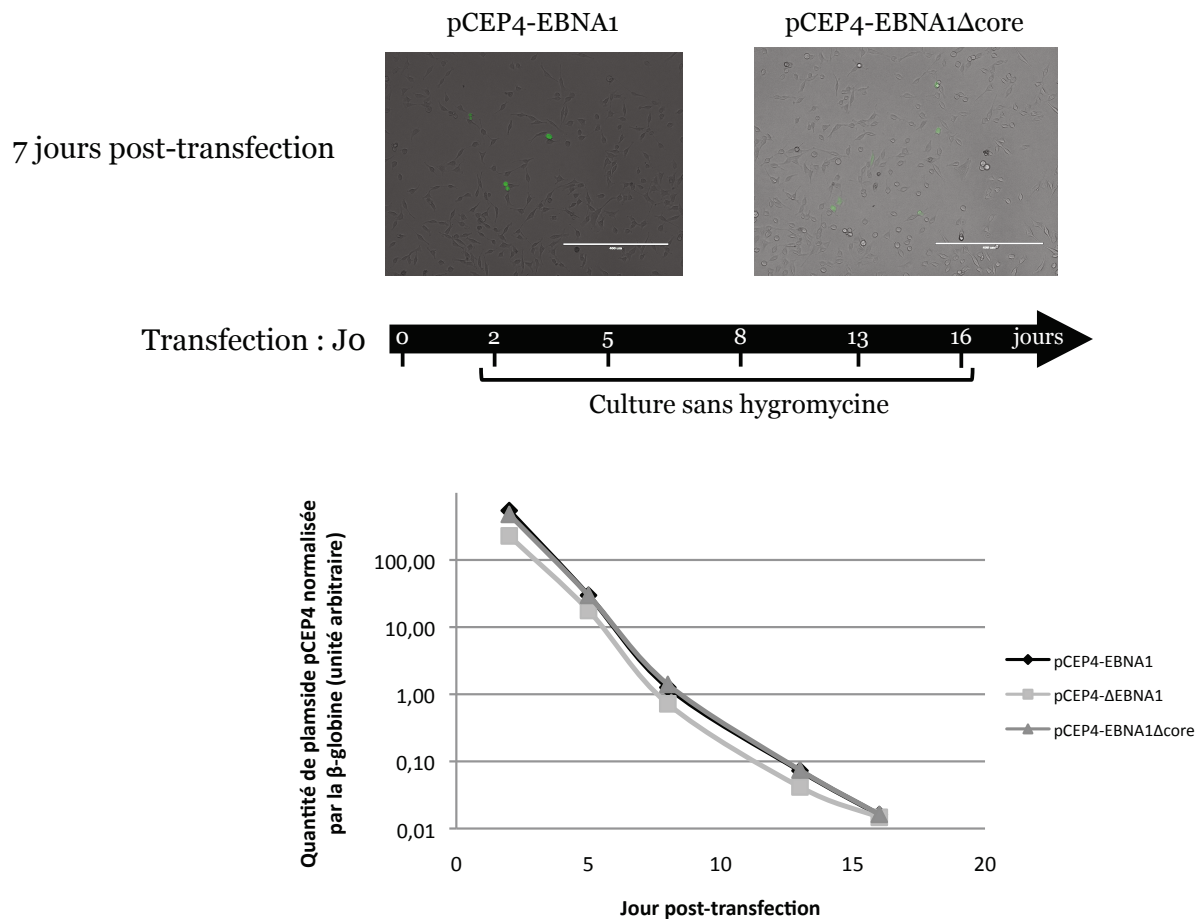 pCEP4-EBNA1
pCEP4-EBNA1Δcore
7 jours post-transfection
Transfection : J0
0 2 5 8 13 16 jours
Culture sans hygromycine
Quantité de plamside pCEP4 normalisée
par la β-globine (unité arbitraire)
100,00
10,00
1,00
0,10
0,01
0 5 10 15 20
Jour post-transfection
pCEP4-EBNA1
pCEP4-ΔEBNA1
pCEP4-EBNA1Δcore